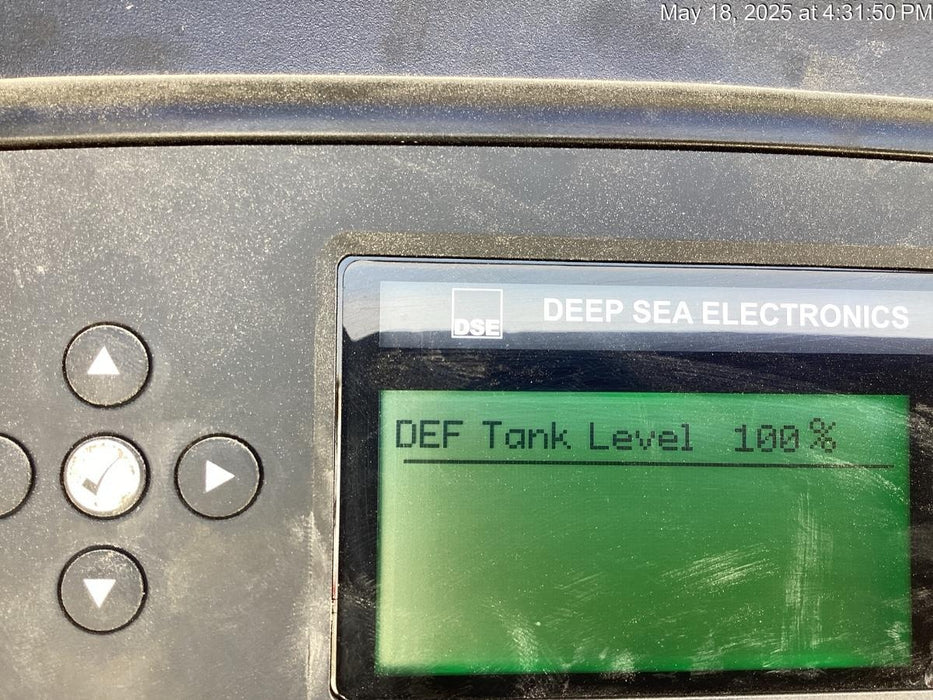 May 18, 2025 at 4:31:50 PM
DSE
DEEP SEA ELECTRONICS
DEF Tank Level 100%